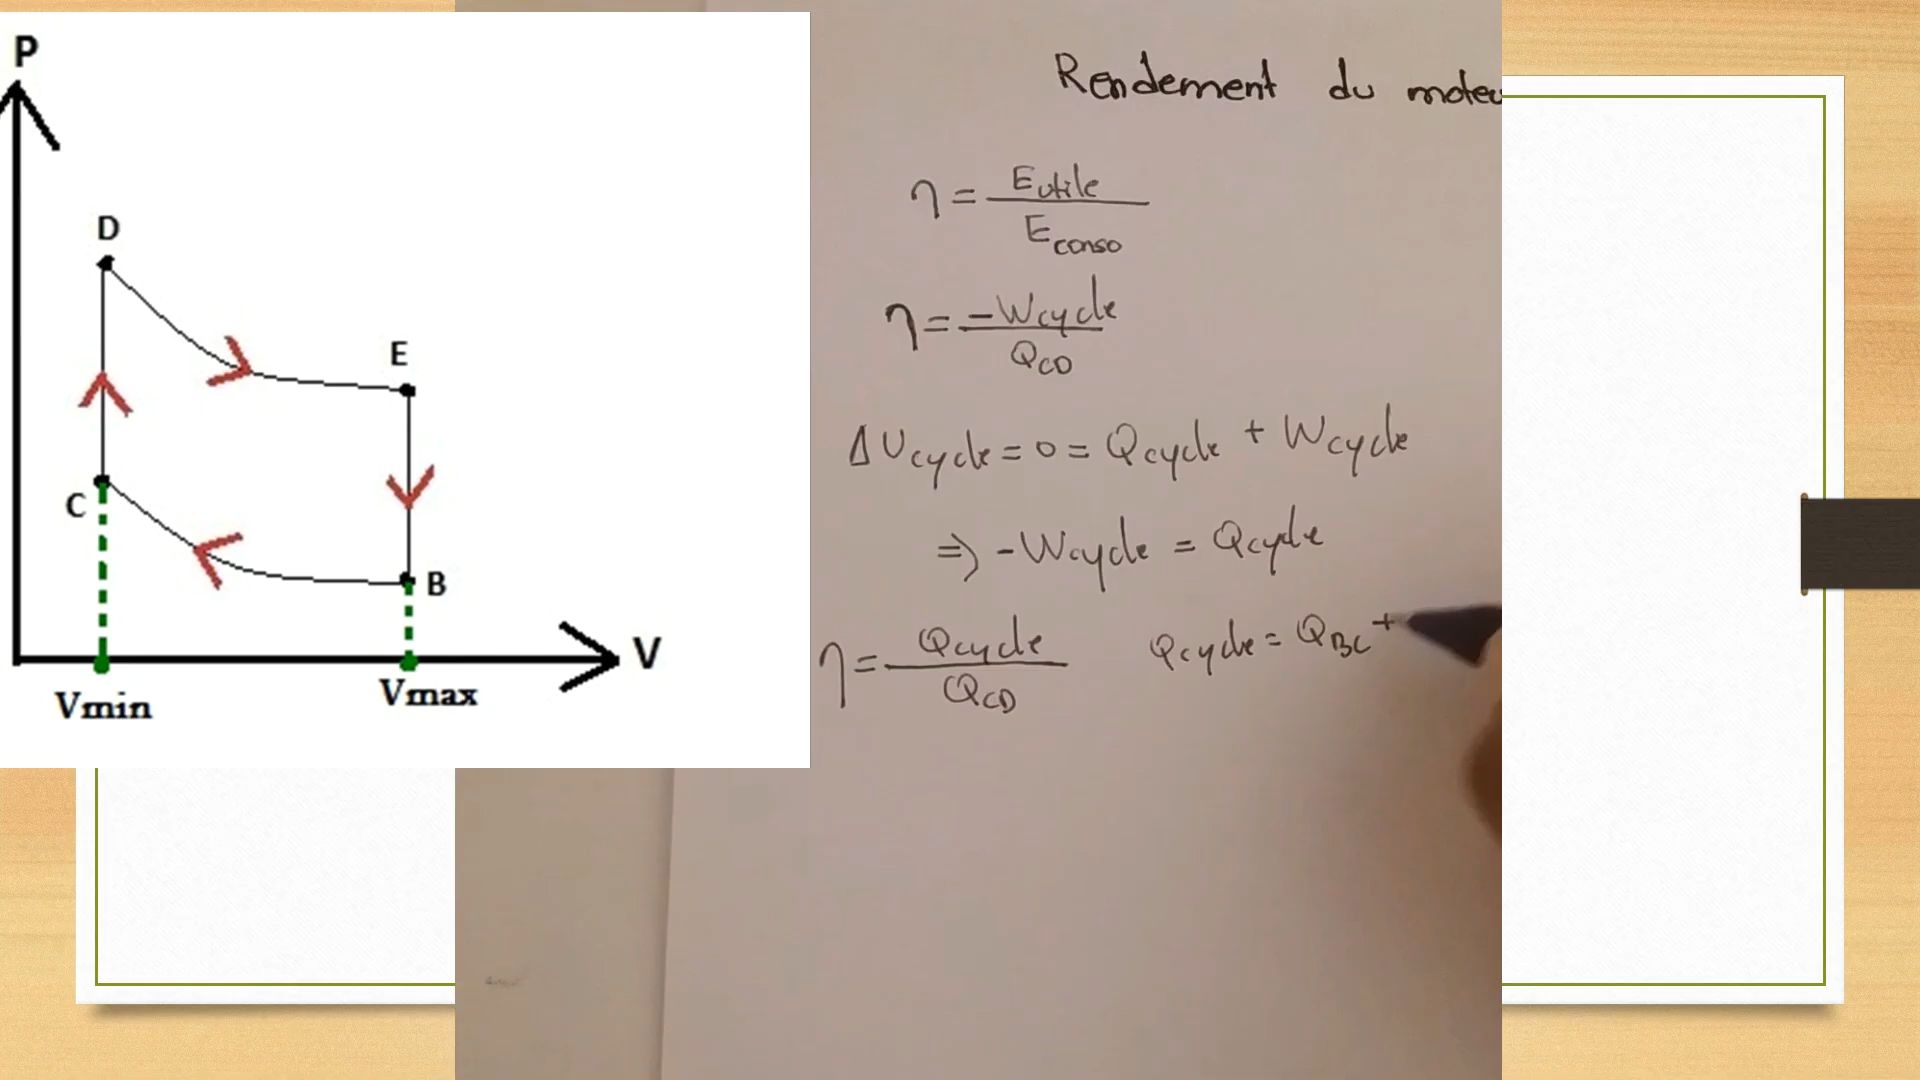 P
D
E
C
B
V
Vmin
Vmax
Rendement du moteu
η = Eutile / Econso
η = -Wcycle / QCD
ΔUcycle = 0 = Qcycle + Wcycle
⇒ -Wcycle = Qcycle
η = Qcycle / QCD
Qcycle = QBC +